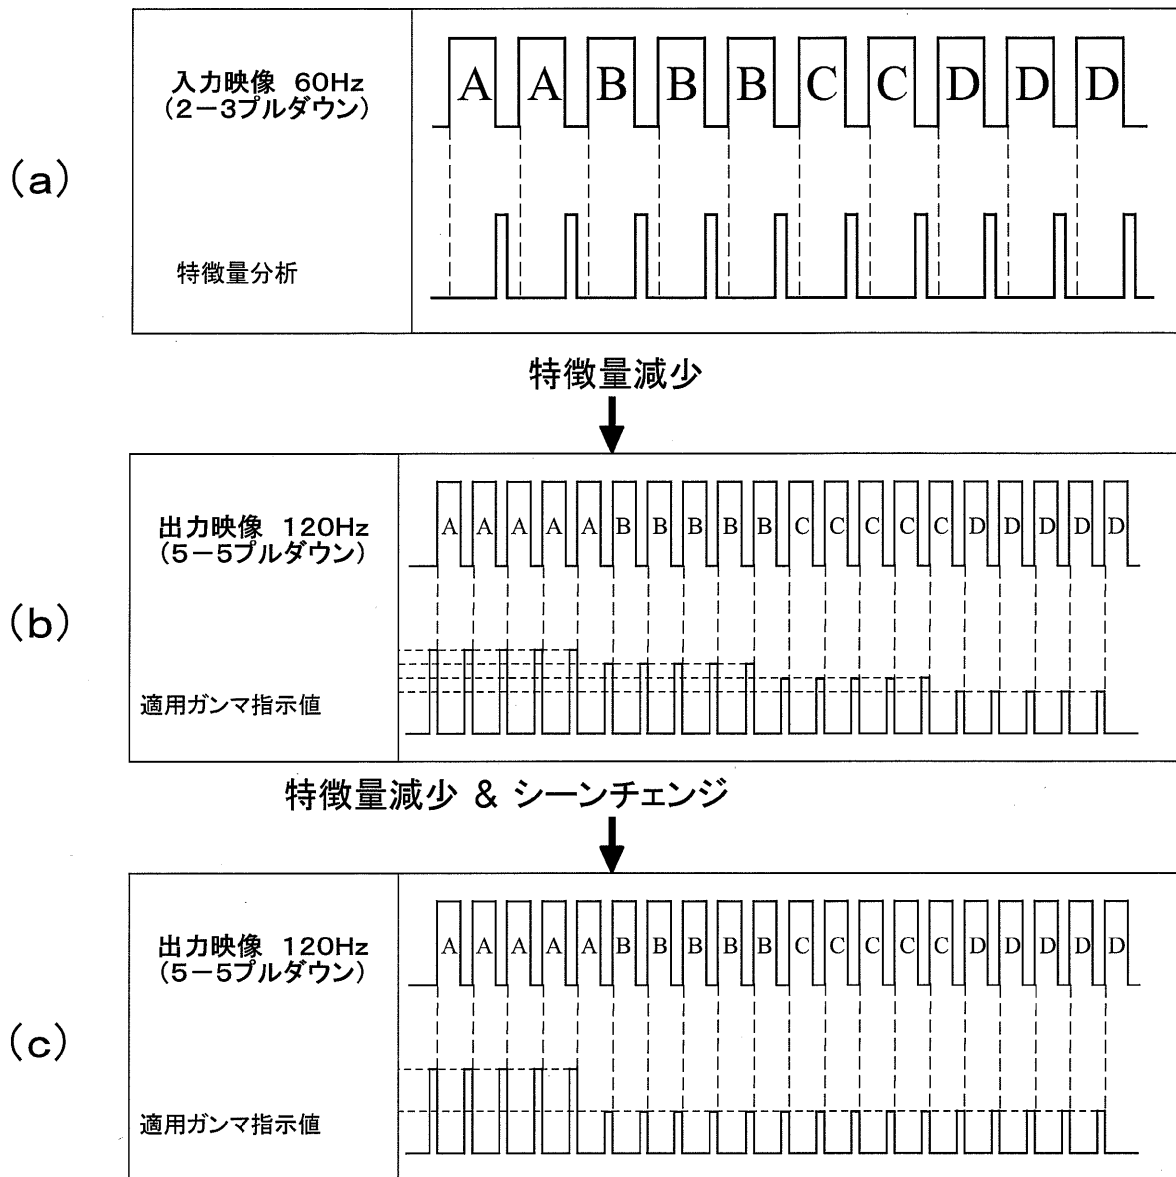 (a)
入力映像 60Hz
(2-3プルダウン)
A A B B B C C D D D
特徴量分析
特徴量減少
(b)
出力映像 120Hz
(5-5プルダウン)
A A A A A B B B B B C C C C C D D D D D
適用ガンマ指示値
特徴量減少 & シーンチェンジ
(c)
出力映像 120Hz
(5-5プルダウン)
A A A A A B B B B B C C C C C D D D D D
適用ガンマ指示値